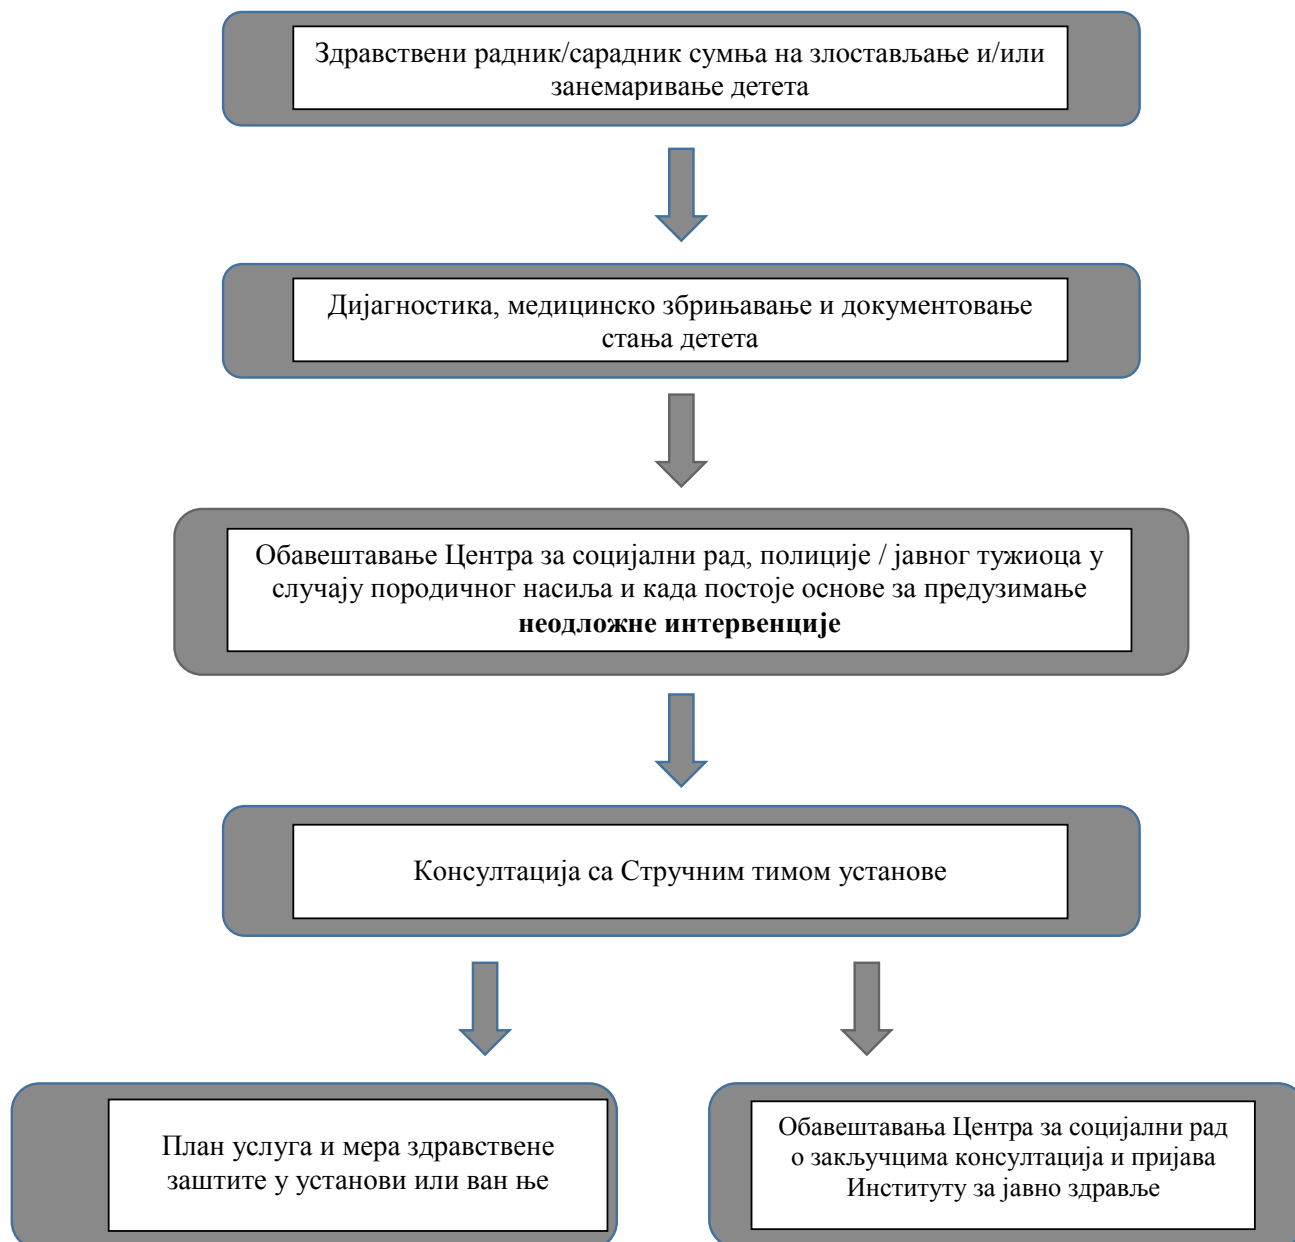 Здравствени радник/сарадник сумња на злостављање и/или
занемаривање детета
Дијагностика, медицинско збрињавање и документовање
стања детета
Обавештавање Центра за социјални рад, полиције / јавног тужиоца у
случају породичног насиља и када постоје основе за предузимање
неодложне интервенције
Консултација са Стручним тимом установе
План услуга и мера здравствене
заштите у установи или ван ње
Обавештавања Центра за социјални рад
о закључцима консултација и пријава
Институту за јавно здравље